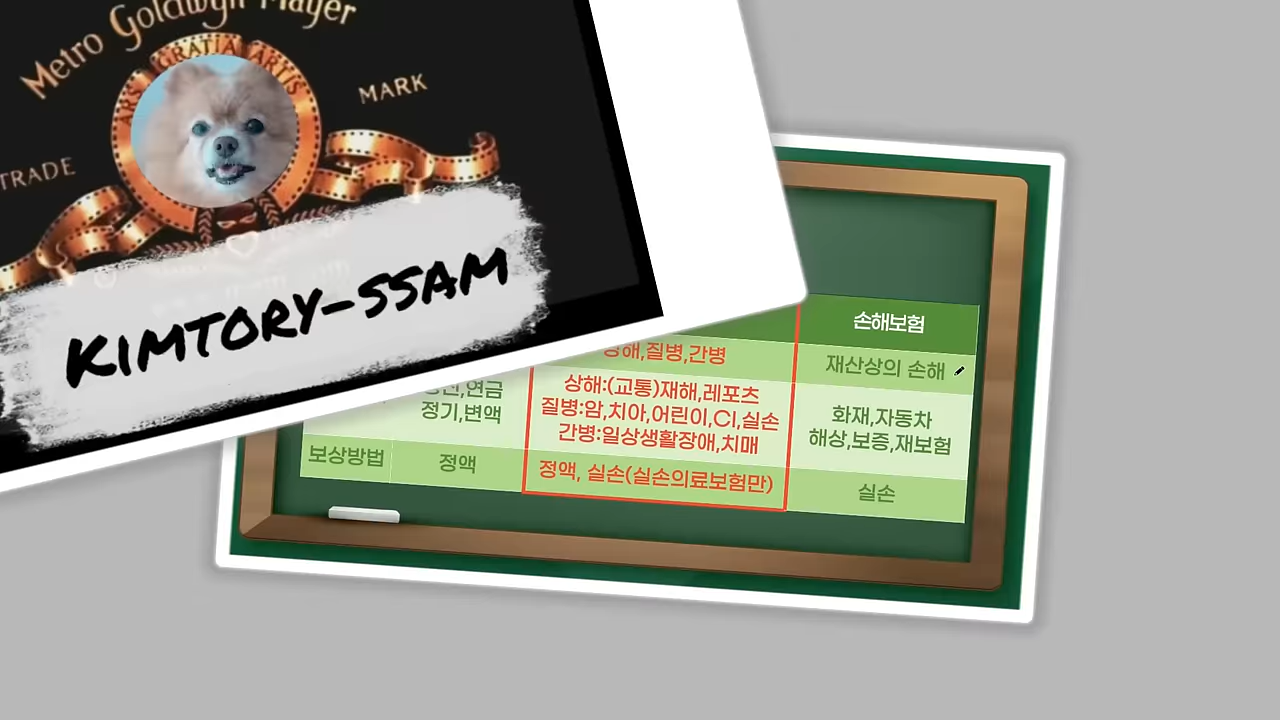 Metro Goldwyn Mayer
ARS GRATIA ARTIS
TRADE
MARK
KIMTORY-SSAM
손해보험
질병,간병
재산상의 손해
연금
정기,변액
상해:(교통)재해,레포츠
질병:암,치아,어린이,CI,실손
간병:일상생활장애,치매
화재,자동차
해상,보증,재보험
보상방법
정액
정액, 실손(실손의료보험만)
실손